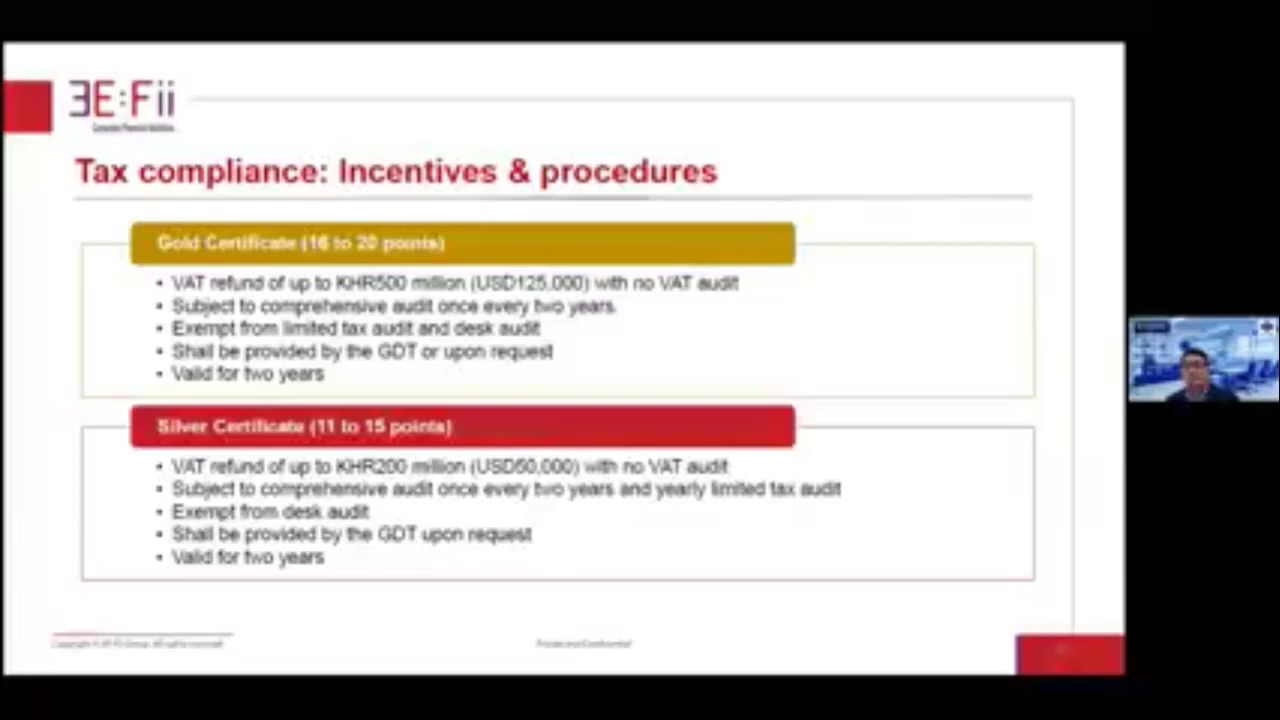 ƎE:Fii
Tax compliance: Incentives & procedures
Gold Certificate (16 to 20 points)
• VAT refund of up to KHR500 million (USD125,000) with no VAT audit
• Subject to comprehensive audit once every two years.
• Exempt from limited tax audit and desk audit
• Shall be provided by the GDT or upon request
• Valid for two years
Silver Certificate (11 to 15 points)
• VAT refund of up to KHR200 million (USD50,000) with no VAT audit
• Subject to comprehensive audit once every two years and yearly limited tax audit
• Exempt from desk audit
• Shall be provided by the GDT upon request
• Valid for two years
Private and Confidential